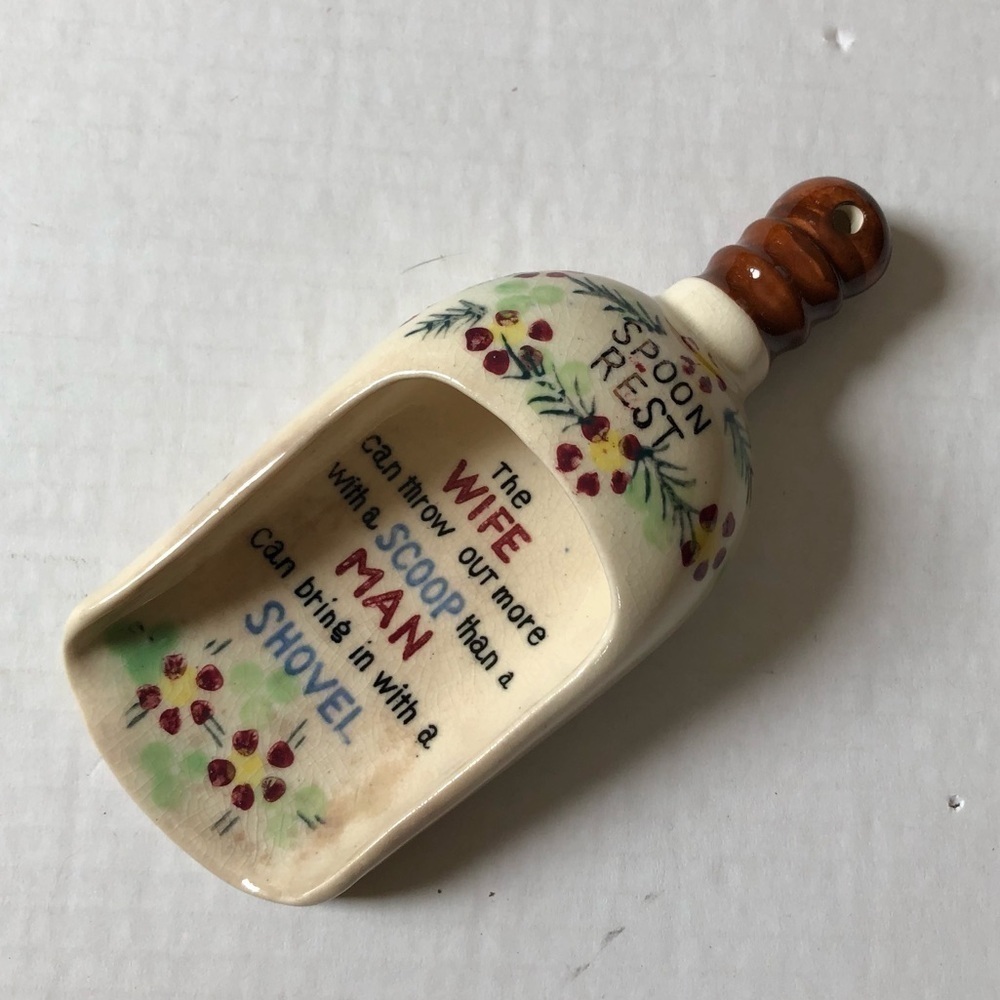 SPOON
REST
The
WIFE
can throw out more
with a SCOOP than a
MAN
can bring in with a
SHOVEL